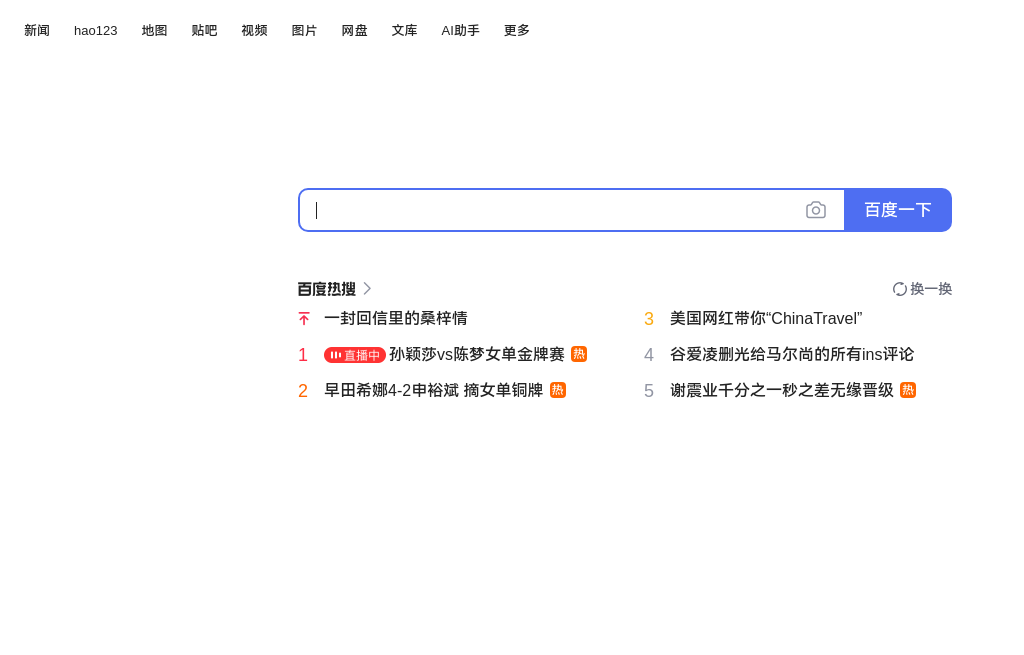 新闻 hao123 地图 贴吧 视频 图片 网盘 文库 AI助手 更多
百度一下
百度热搜 换一换
一封回信里的桑梓情
1 直播中 孙颖莎vs陈梦女单金牌赛 热
2 早田希娜4-2申裕斌 摘女单铜牌 热
3 美国网红带你“ChinaTravel”
4 谷爱凌删光给马尔尚的所有ins评论
5 谢震业千分之一秒之差无缘晋级 热